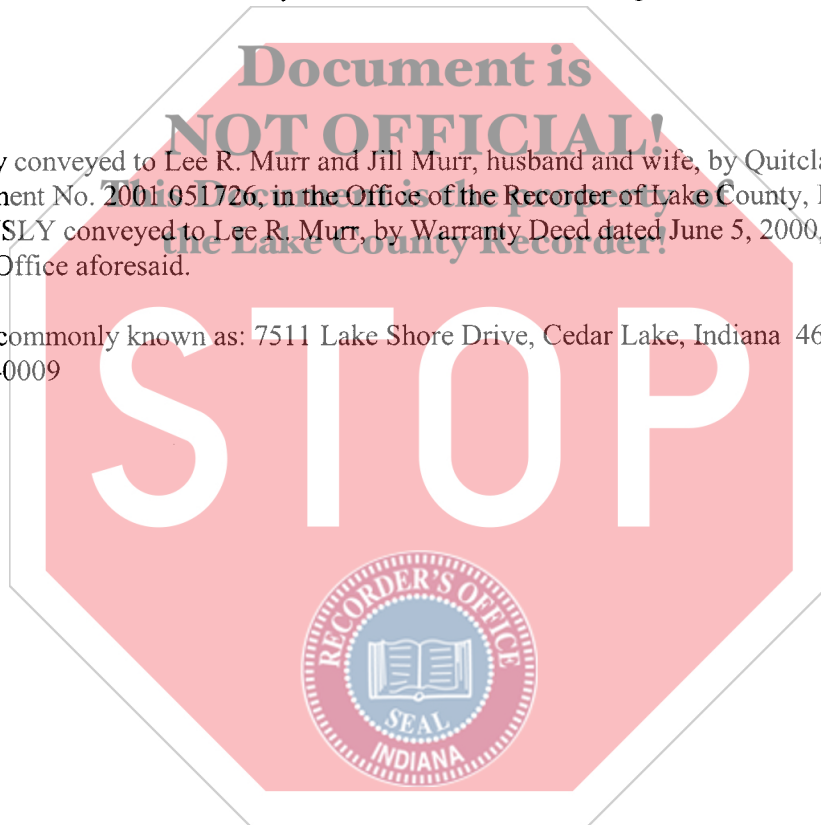 Document is
NOT OFFICIAL!
y conveyed to Lee R. Murr and Jill Murr, husband and wife, by Quitcla
ent No. 2001 051726, in the Office of the Recorder of Lake County, I
This Document is the property of
SLY conveyed to Lee R. Murr, by Warranty Deed dated June 5, 2000,
the Lake County Recorder!
Office aforesaid.
commonly known as: 7511 Lake Shore Drive, Cedar Lake, Indiana 46
0009
STOP
RECORDER'S OFFICE
SEAL
INDIANA